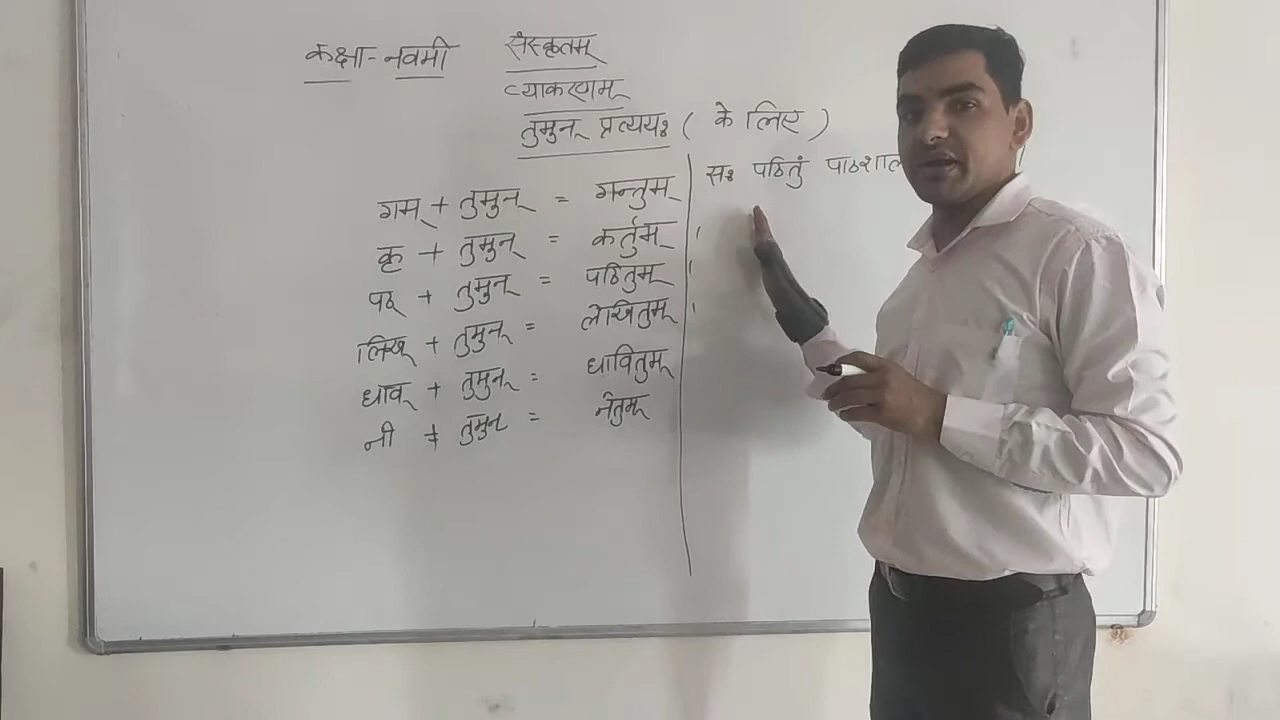 कक्षा-नवमी संस्कृतम्
व्याकरणम्
तुमुन् प्रत्ययः ( के लिए )
गम् + तुमुन् = गन्तुम्
कृ + तुमुन् = कर्तुम्
पठ् + तुमुन् = पठितुम्
लिख् + तुमुन् = लेखितुम्
धाव् + तुमुन् = धावितुम्
नी + तुमुन् = नेतुम्
सः पठितुं